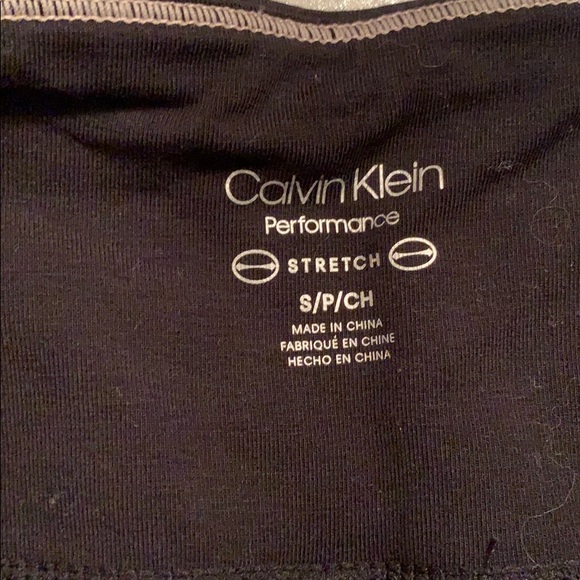 Calvin Klein
Performance
STRETCH
S/P/CH
MADE IN CHINA
FABRIQUÉ EN CHINE
HECHO EN CHINA